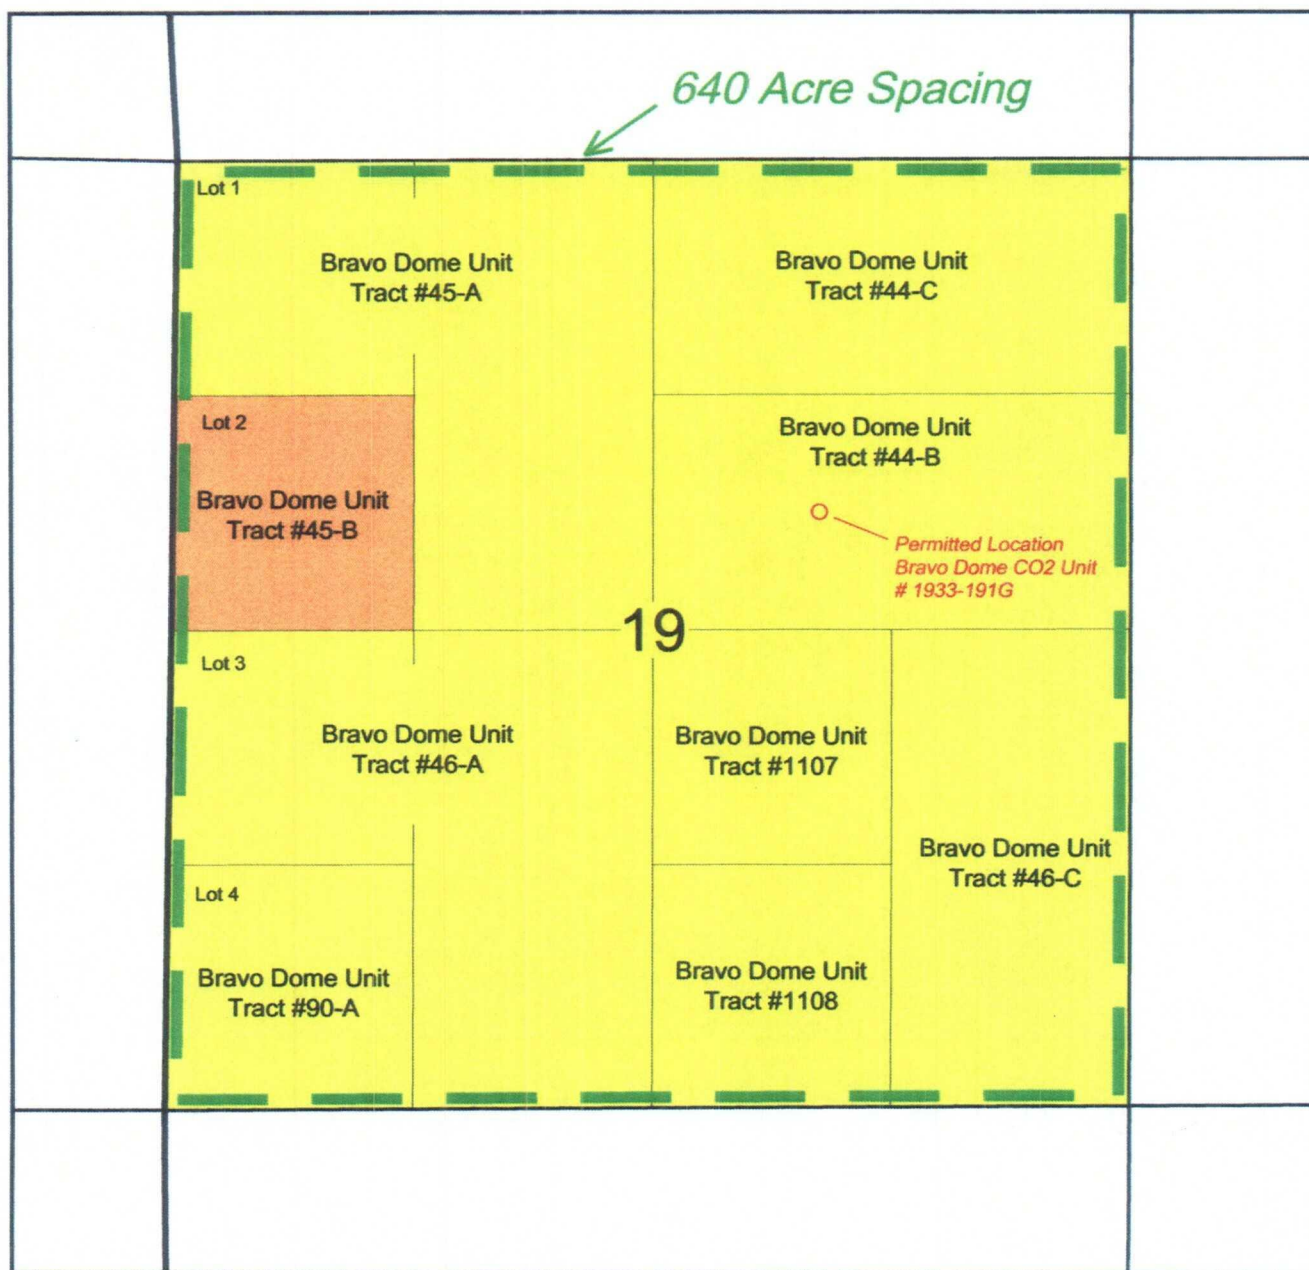 640 Acre Spacing
Lot 1
Bravo Dome Unit
Tract #45-A
Bravo Dome Unit
Tract #44-C
Lot 2
Bravo Dome Unit
Tract #45-B
Bravo Dome Unit
Tract #44-B
Permitted Location
Bravo Dome CO2 Unit
# 1933-191G
19
Lot 3
Bravo Dome Unit
Tract #46-A
Bravo Dome Unit
Tract #1107
Bravo Dome Unit
Tract #46-C
Lot 4
Bravo Dome Unit
Tract #90-A
Bravo Dome Unit
Tract #1108